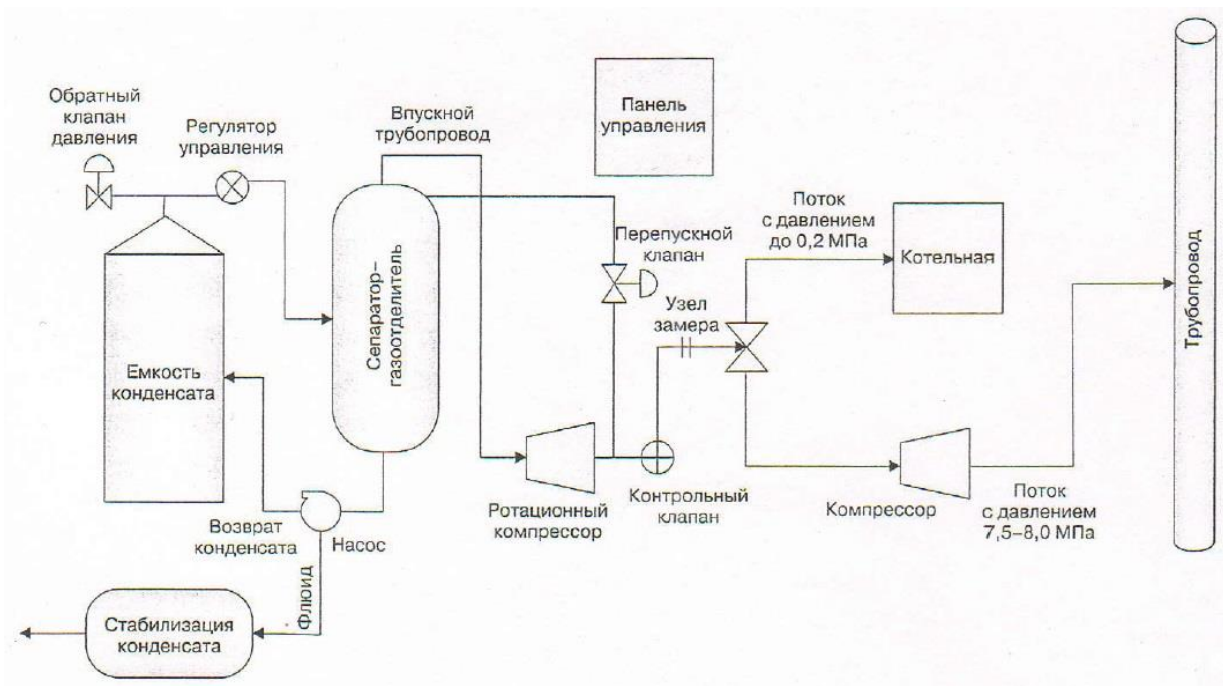 Обратный
клапан
давления
Регулятор
управления
Впускной
трубопровод
Панель
управления
Поток
с давлением
до 0,2 МПа
Котельная
Трубопровод
Перепускной
клапан
Узел
замера
Сепаратор–
газоотделитель
Емкость
конденсата
Возврат
конденсата
Насос
Ротационный
компрессор
Контрольный
клапан
Компрессор
Поток
с давлением
7,5–8,0 МПа
Флюид
Стабилизация
конденсата